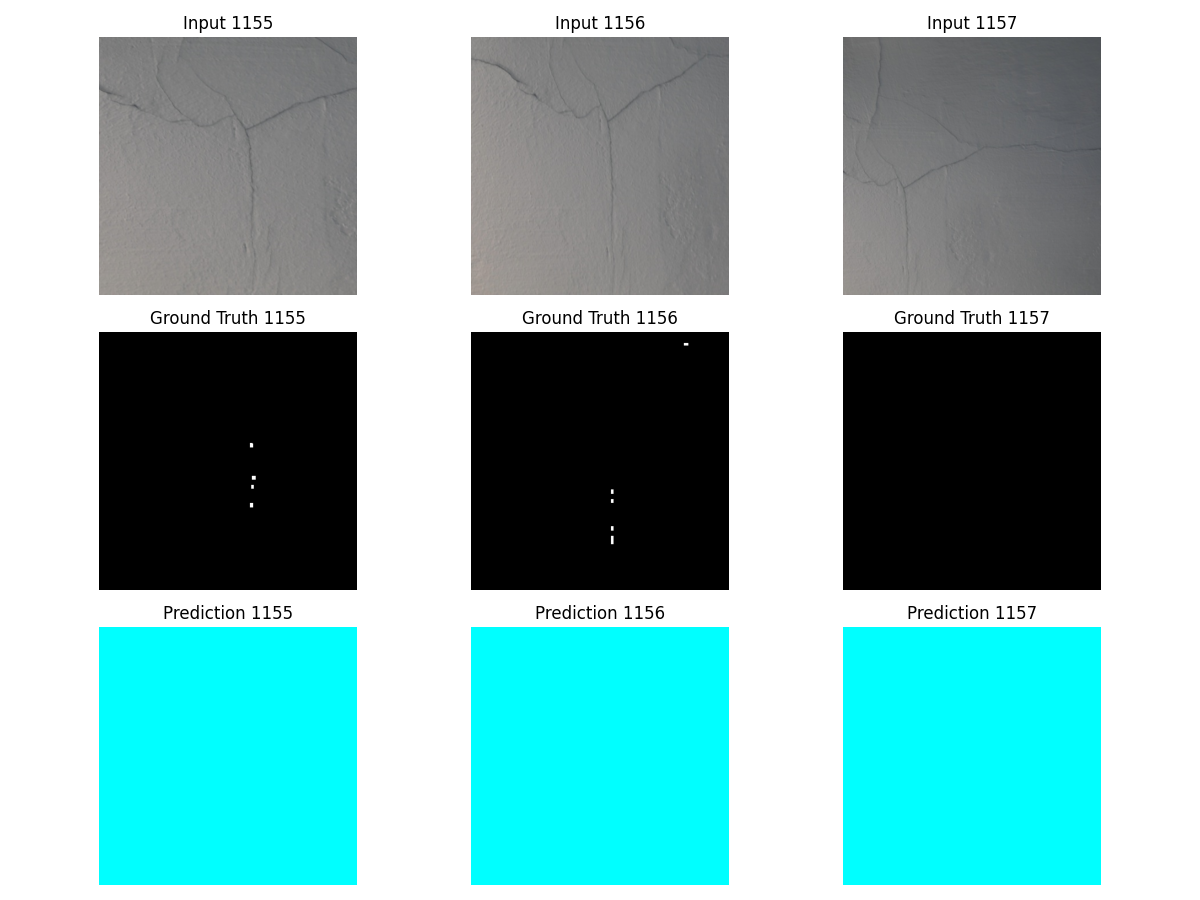 Input 1155
Input 1156
Input 1157
Ground Truth 1155
Ground Truth 1156
Ground Truth 1157
Prediction 1155
Prediction 1156
Prediction 1157